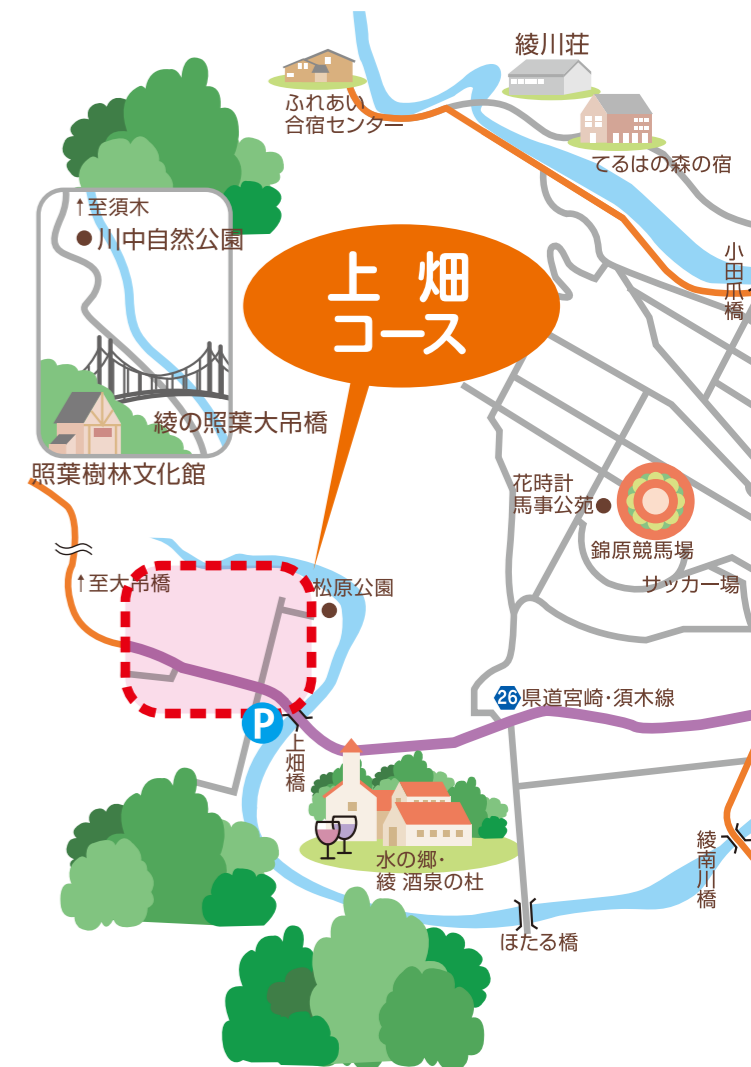 綾川荘
ふれあい
合宿センター
てるはの森の宿
↑至須木
川中自然公園
小田爪橋
上 畑
コース
綾の照葉大吊橋
照葉樹林文化館
花時計
馬事公苑
錦原競馬場
サッカー場
↑至大吊橋
松原公園
26 県道宮崎・須木線
P
上畑橋
水の郷・
綾 酒泉の杜
綾南川橋
ほたる橋